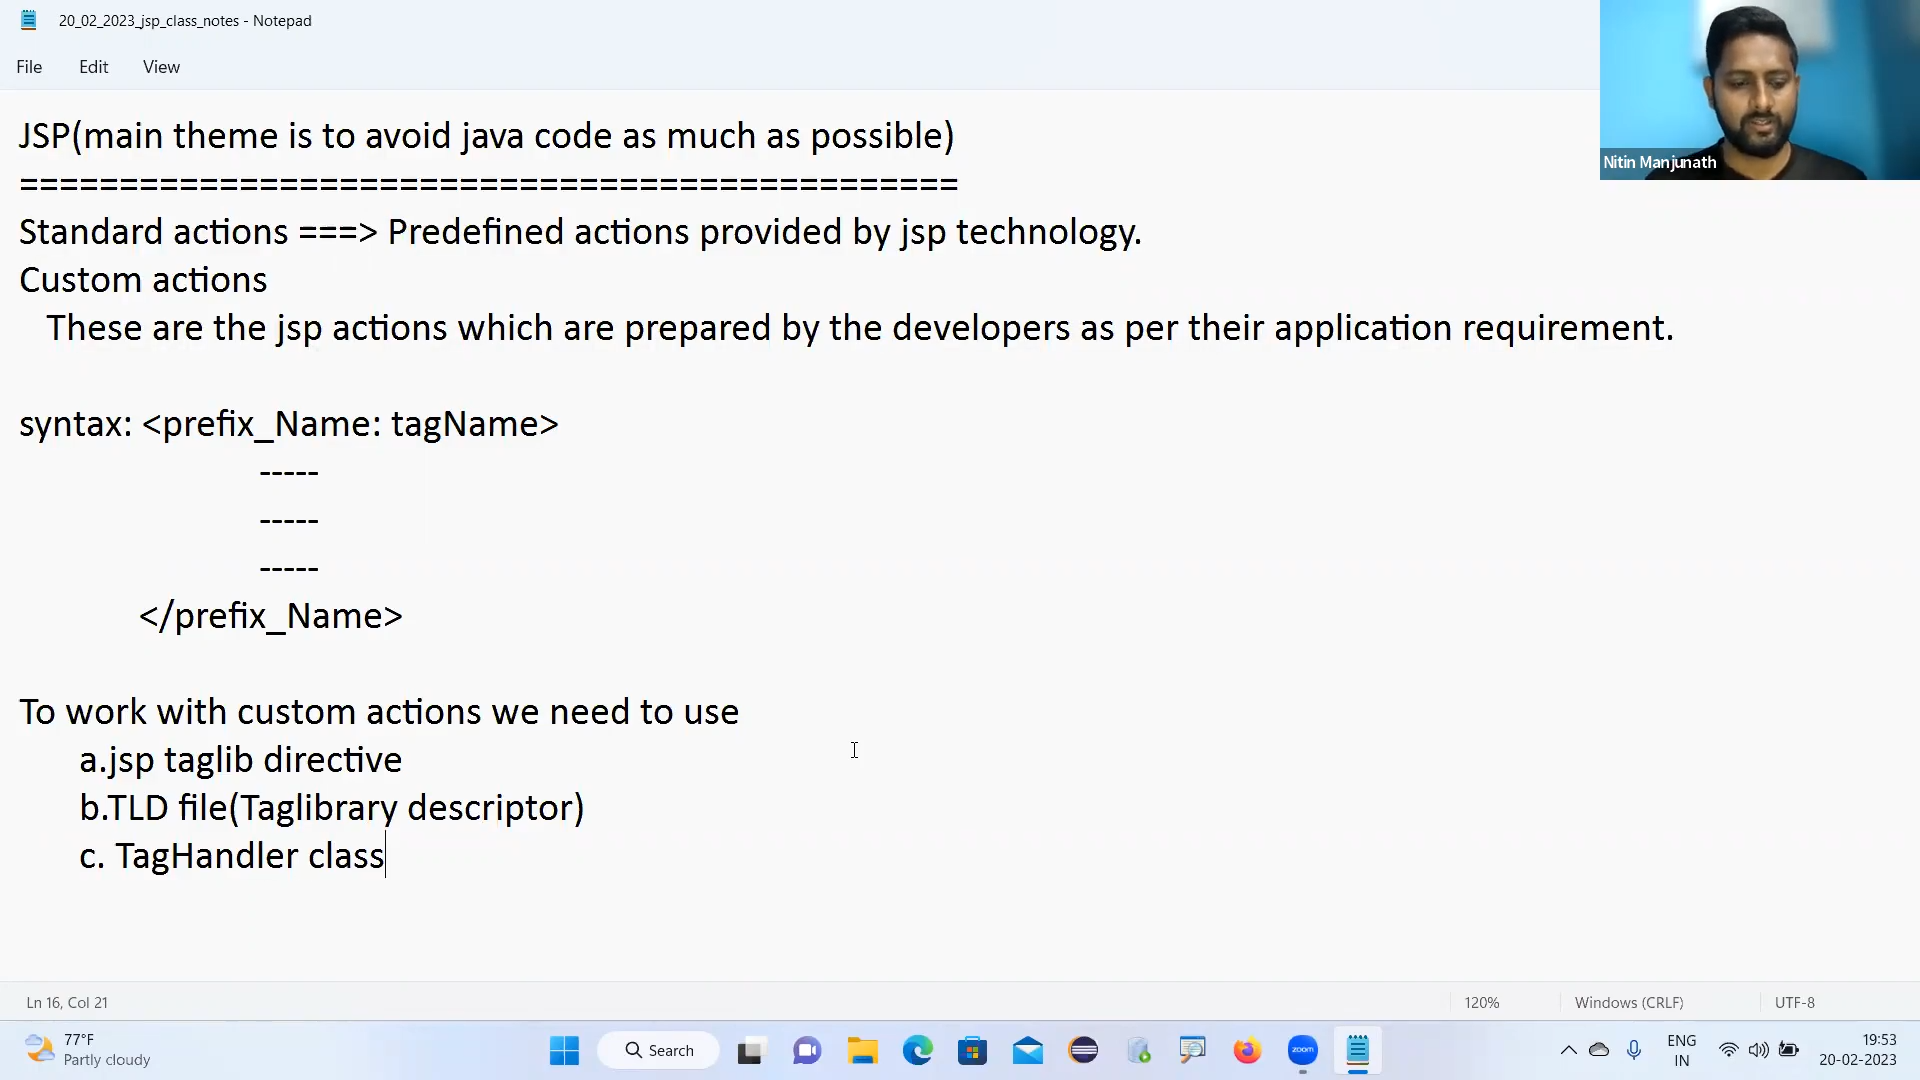 20_02_2023_jsp_class_notes - Notepad
File Edit View
JSP(main theme is to avoid java code as much as possible)
===============================================
Standard actions ===> Predefined actions provided by jsp technology.
Custom actions
These are the jsp actions which are prepared by the developers as per their application requirement.
syntax: <prefix_Name: tagName>
-----
-----
-----
</prefix_Name>
To work with custom actions we need to use
a.jsp taglib directive
b.TLD file(Taglibrary descriptor)
c. TagHandler class
Nitin Manjunath
Ln 16, Col 21
120%
Windows (CRLF)
UTF-8
77°F
Partly cloudy
Search
zoom
ENG
IN
19:53
20-02-2023